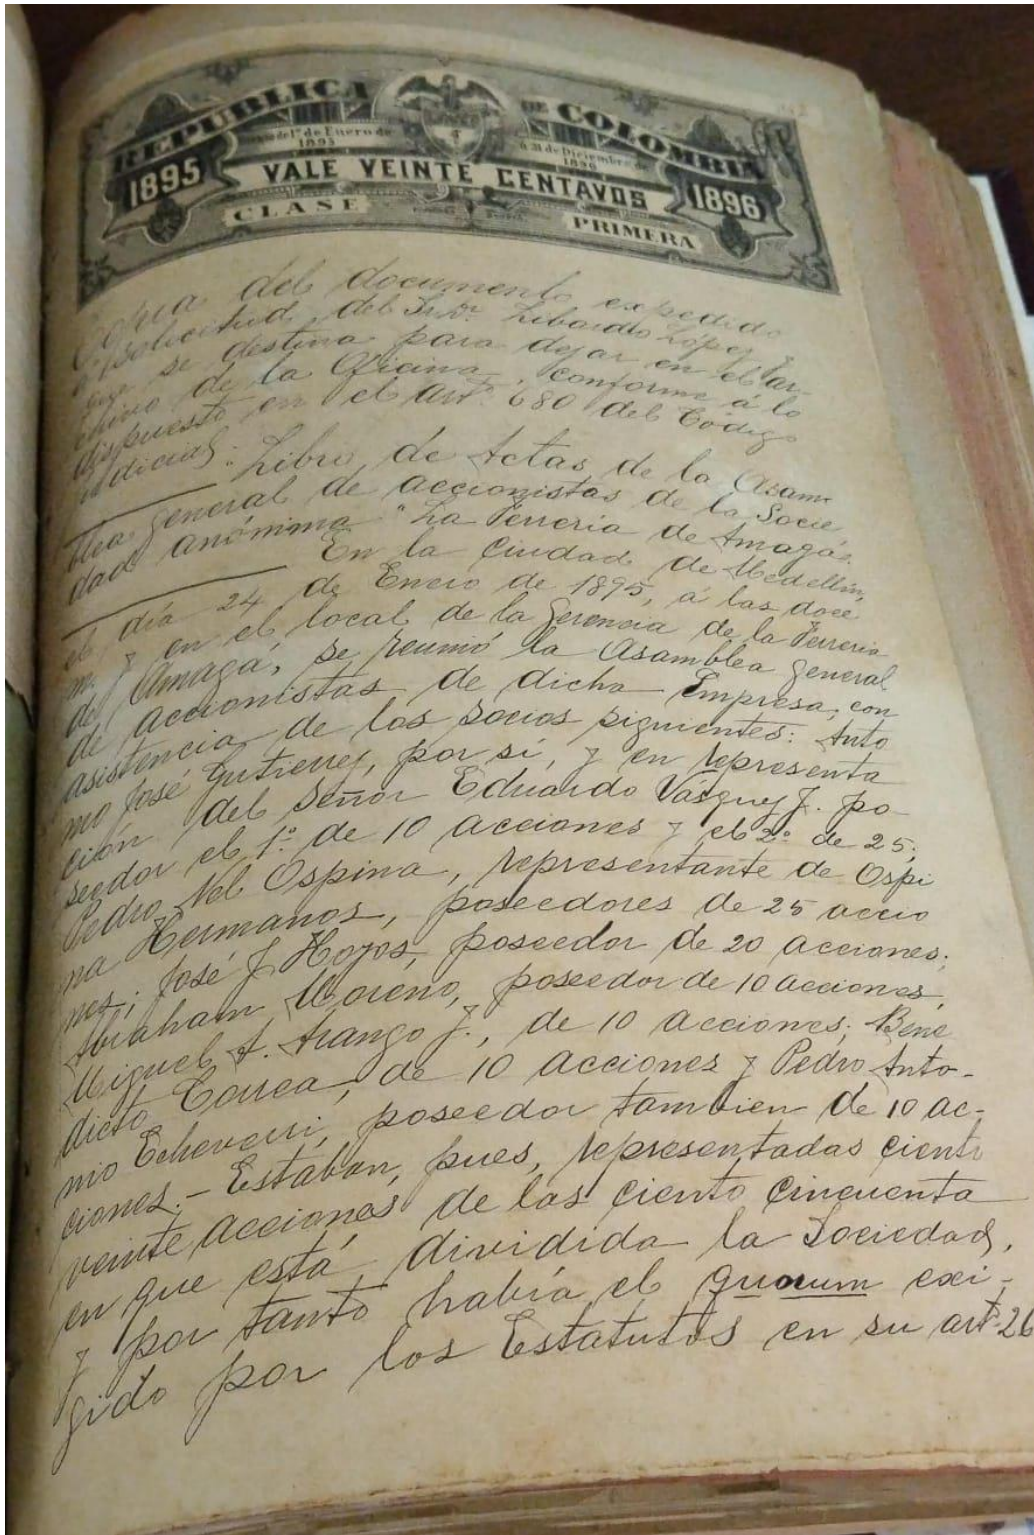 REPÚBLICA DE COLOMBIA
1º de Enero de 1895
á 31 de Diciembre de 1896
1895 VALE VEINTE CENTAVOS 1896
CLASE PRIMERA
Copia del documento expedido
á solicitud del Sr. Dr. Libardo López y
que se destina para dejar en el ar
chivo de la Oficina, conforme á lo
dispuesto en el Art. 680 del Código
judicial: Libro de Actas de la Asam
blea general de accionistas de la Socie
dad anónima "La Ferreria de Amagá".
En la ciudad de Medellín,
el día 24 de Enero de 1895, á las doce
m. y en el local de la Gerencia de la Ferreria
de Amagá, se reunió la Asamblea general
de accionistas de dicha Empresa, con
asistencia de los socios siguientes: Anto
nio José Gutierrez, por sí, y en representa
ción del señor Eduardo Vásquez J. po-
seedor el 1º de 10 acciones y el 2º de 25;
Pedro Nel Ospina, representante de Ospi
na Hermanos, poseedores de 25 accio
nes; José J. Hoyos, poseedor de 20 acciones;
Abraham Moreno, poseedor de 10 acciones,
Miguel A. Arango J., de 10 acciones; Bene
dicto Correa, de 10 acciones y Pedro Anto-
nio Echeverri, poseedor tambien de 10 ac-
ciones. - Estaban, pues, representadas ciento
veinte acciones de las ciento cincuenta
en que está dividida la Sociedad,
y por tanto había el quorum exi-
gido por los Estatutos en su art. 26